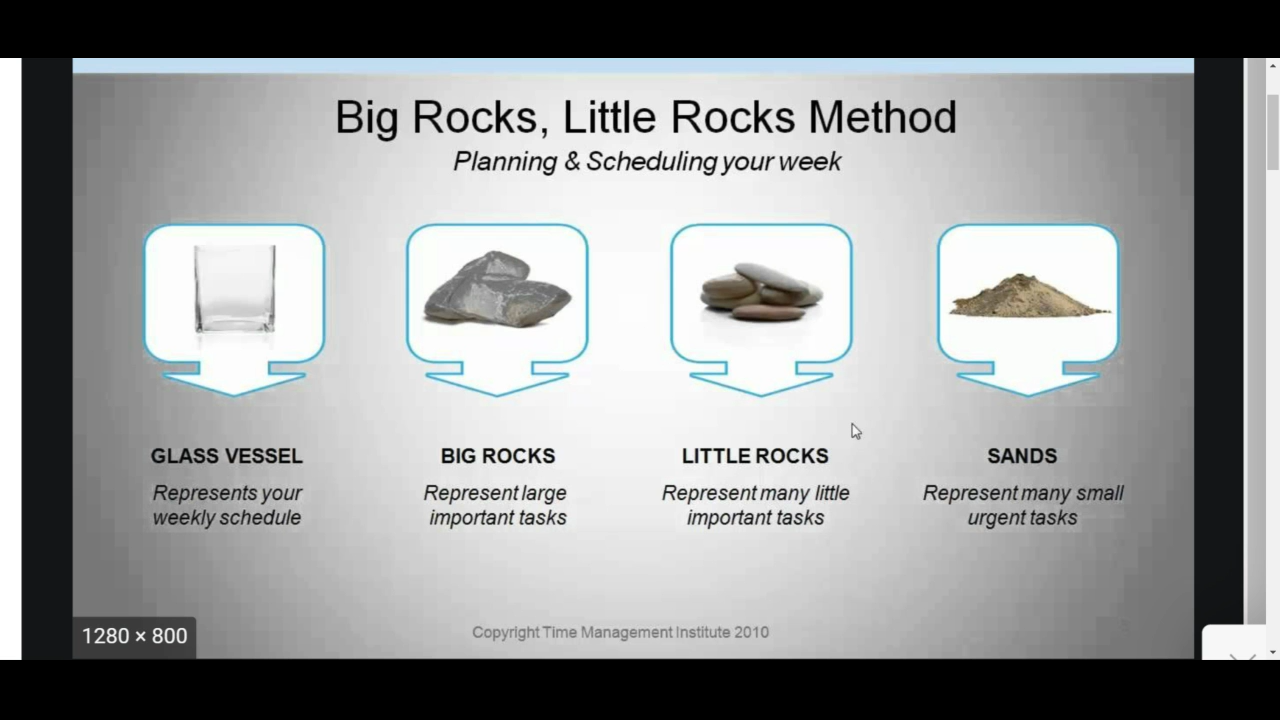 Big Rocks, Little Rocks Method
Planning & Scheduling your week
GLASS VESSEL
Represents your
weekly schedule
BIG ROCKS
Represent large
important tasks
LITTLE ROCKS
Represent many little
important tasks
SANDS
Represent many small
urgent tasks
Copyright Time Management Institute 2010
1280 × 800